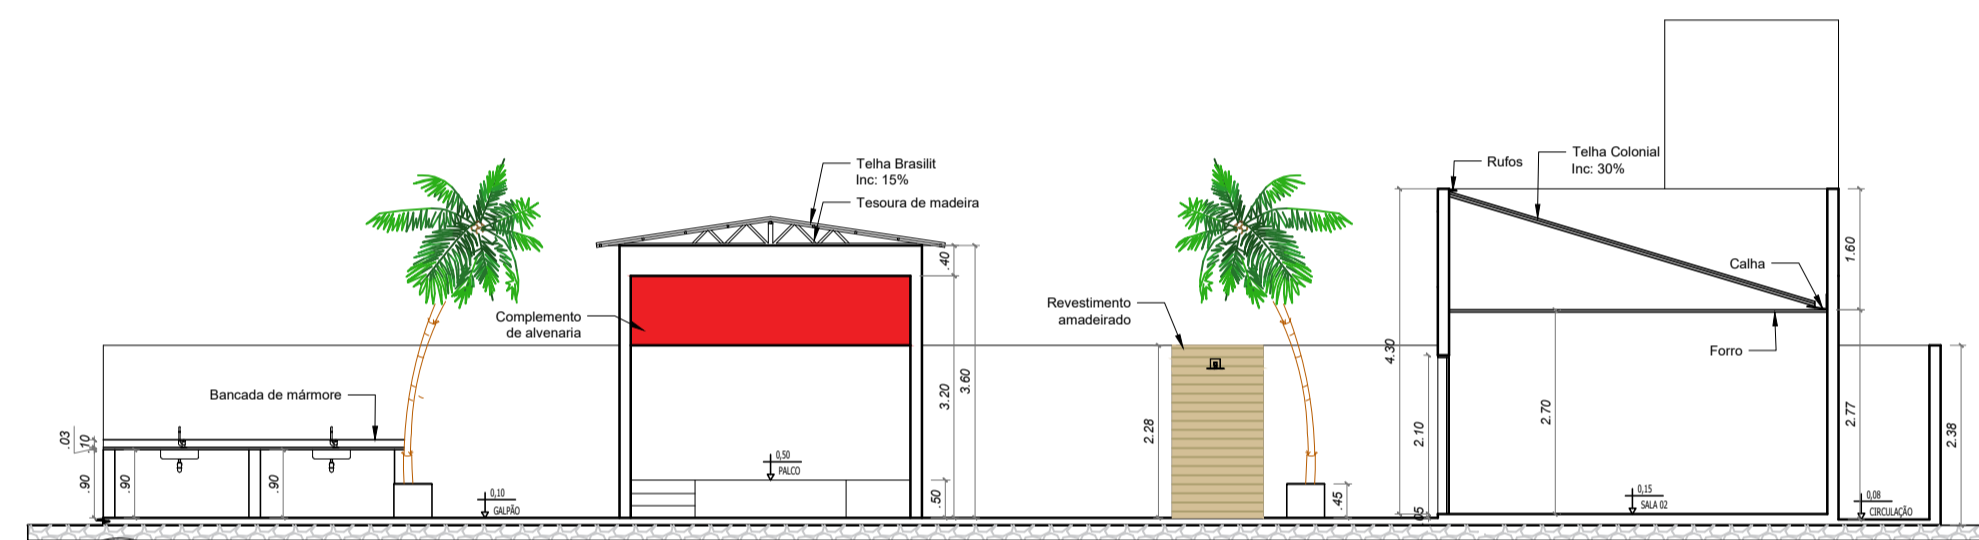 Telha Brasilit
Inc: 15%
Tesoura de madeira
Rufos
Telha Colonial
Inc: 30%
Calha
Forro
Revestimento
amadeirado
Complemento
de alvenaria
Bancada de mármore
.03
.10
.90
.90
.90
0,10
GALPÃO
0,50
PALCO
.40
3.20
3.60
.50
2.28
.45
4.30
2.10
.05
2.70
0,15
SALA 02
1.60
2.77
0,08
CIRCULAÇÃO
2.38